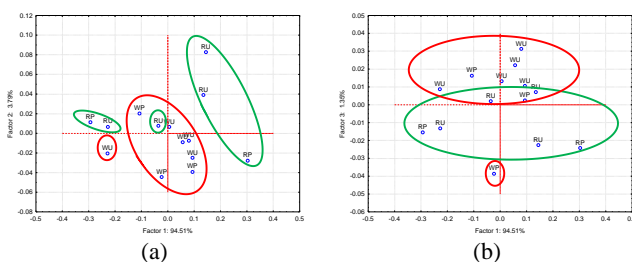 0.12
0.10
0.08
0.06
0.04
0.02
0.00
-0.02
-0.04
-0.06
-0.08
Factor 2: 3.79%
RU
RU
RP
RU
WP
RU
WU
WU
WU
WU
WU
WP
WP
RP
-0.5 -0.4 -0.3 -0.2 -0.1 0.0 0.1 0.2 0.3 0.4 0.5
Factor 1: 94.51%
(a)
0.05
0.04
0.03
0.02
0.01
0.00
-0.01
-0.02
-0.03
-0.04
-0.05
-0.06
Factor 3: 1.35%
WU
WU
WP
WU
WU
WU
RU
RU
WP
RU
RP
RU
RP
WP
-0.5 -0.4 -0.3 -0.2 -0.1 0.0 0.1 0.2 0.3 0.4 0.5
Factor 1: 94.51%
(b)